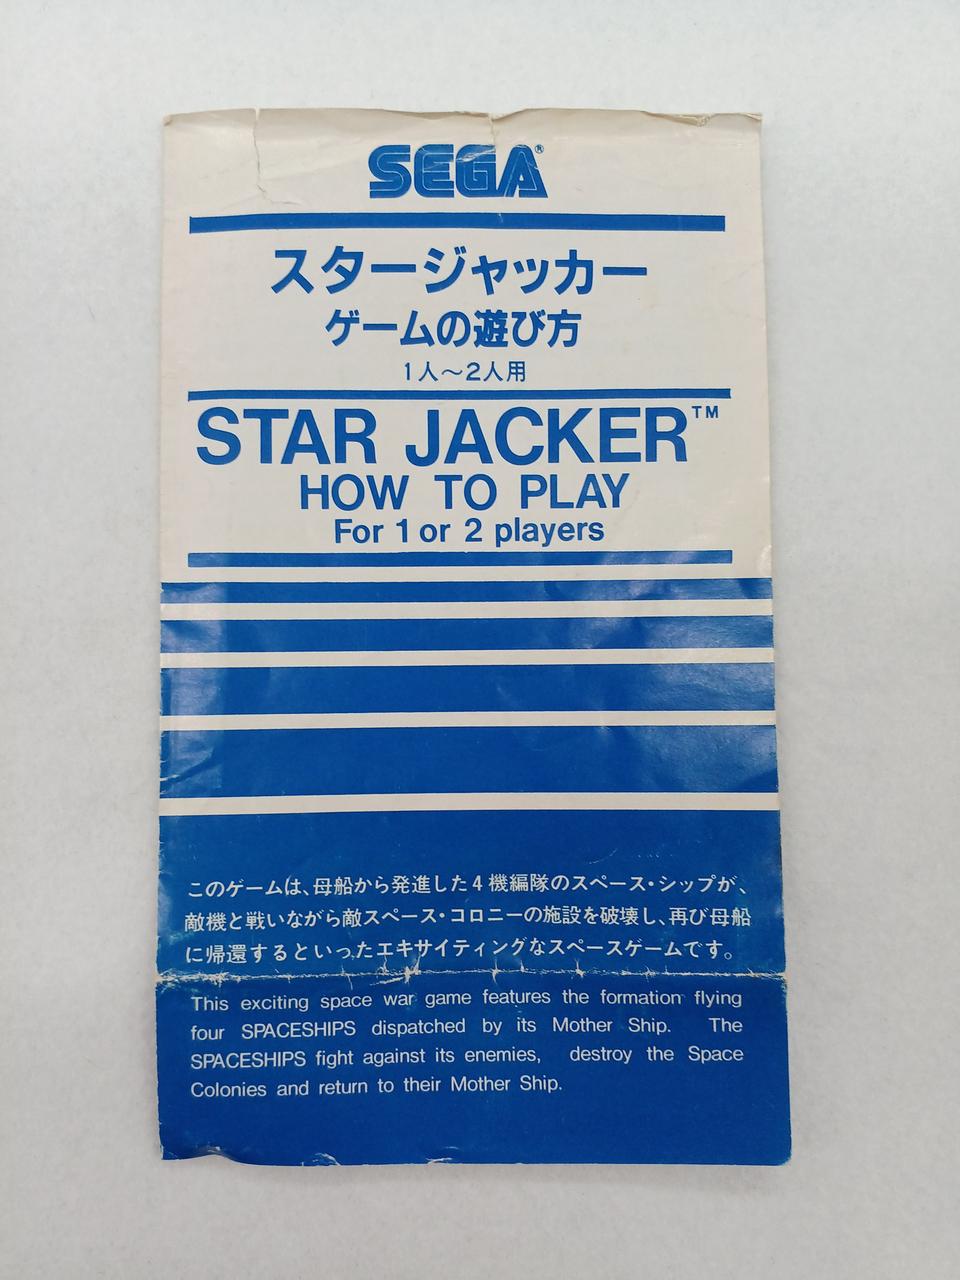 SEGA®
スタージャッカー
ゲームの遊び方
1人〜2人用
STAR JACKER™
HOW TO PLAY
For 1 or 2 players
このゲームは、母船から発進した4機編隊のスペース・シップが、
敵機と戦いながら敵スペース・コロニーの施設を破壊し、再び母船
に帰還するといったエキサイティングなスペースゲームです。
This exciting space war game features the formation flying
four SPACESHIPS dispatched by its Mother Ship. The
SPACESHIPS fight against its enemies, destroy the Space
Colonies and return to their Mother Ship.